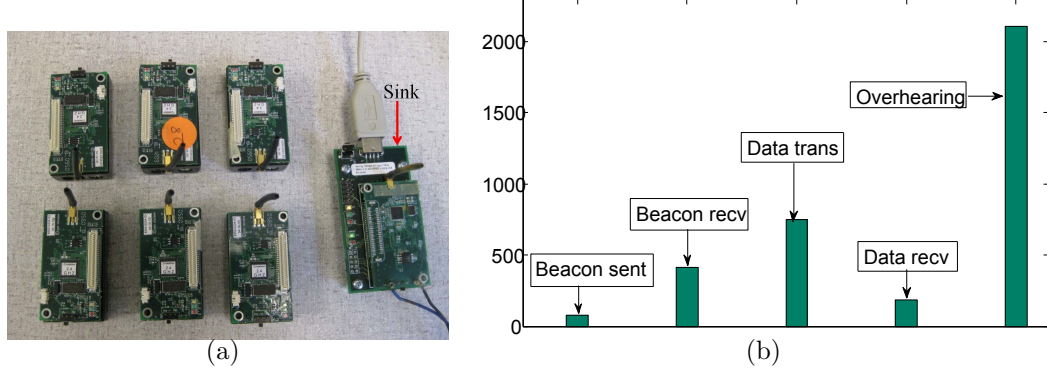 Sink
(a)
2000
1500
1000
500
0
Overhearing
Data trans
Beacon recv
Beacon sent
Data recv
(b)